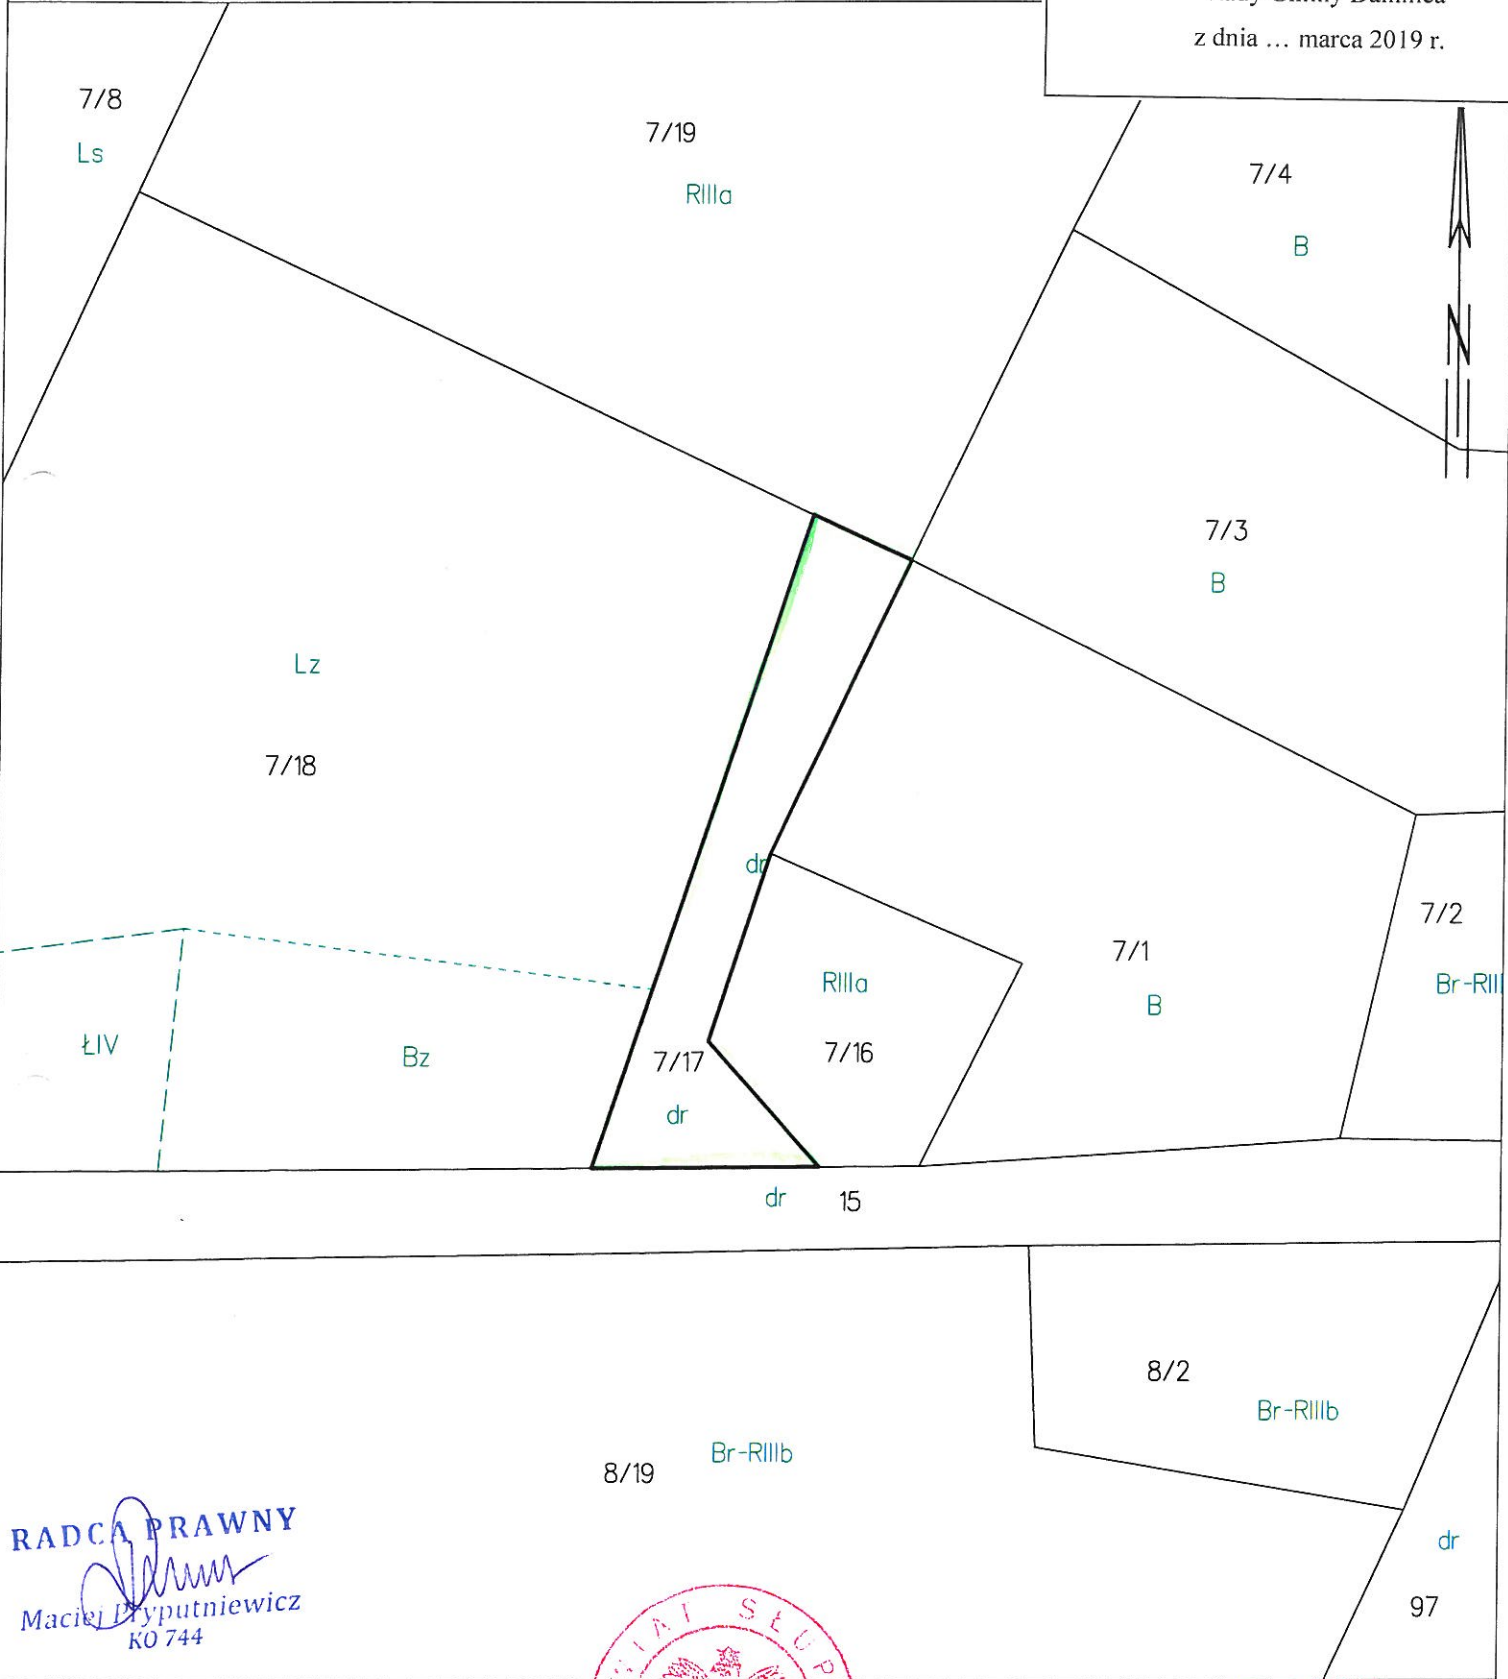 z dnia ... marca 2019 r.
7/8
Ls
7/19
RIIIa
7/4
B
7/3
B
Lz
7/18
dr
7/2
Br-RIII
7/1
B
RIIIa
7/16
ŁIV
Bz
7/17
dr
dr 15
8/2
Br-RIIIb
8/19
Br-RIIIb
dr
97
N
RADCA PRAWNY
Maciej Pryputniewicz
KO 744